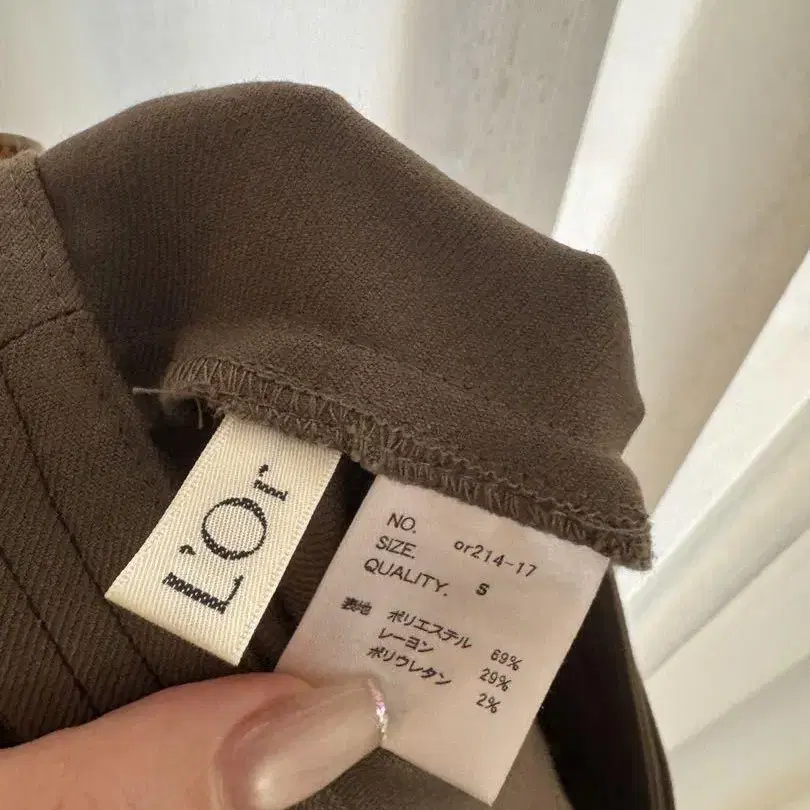 L'Or
NO. or214-17
SIZE. S
QUALITY.
表地 ポリエステル 69%
レーヨン 29%
ポリウレタン 2%